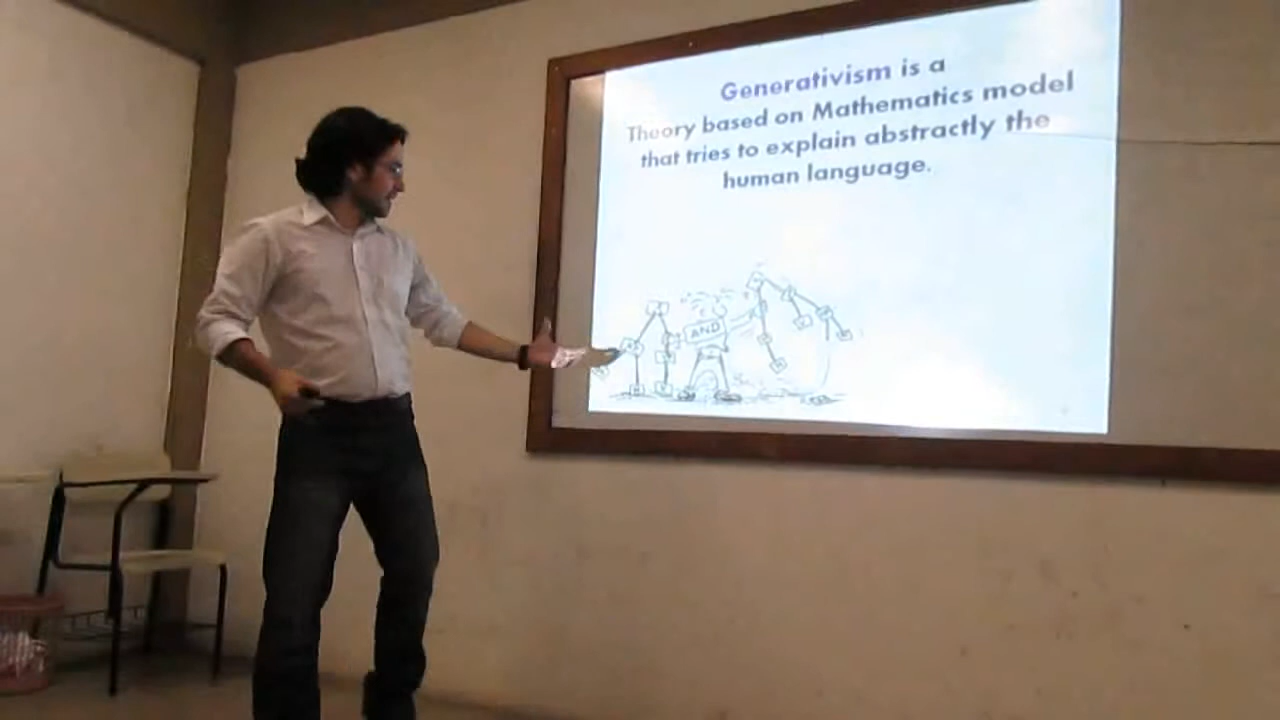 Generativism is a
Theory based on Mathematics model
that tries to explain abstractly the
human language.
AND